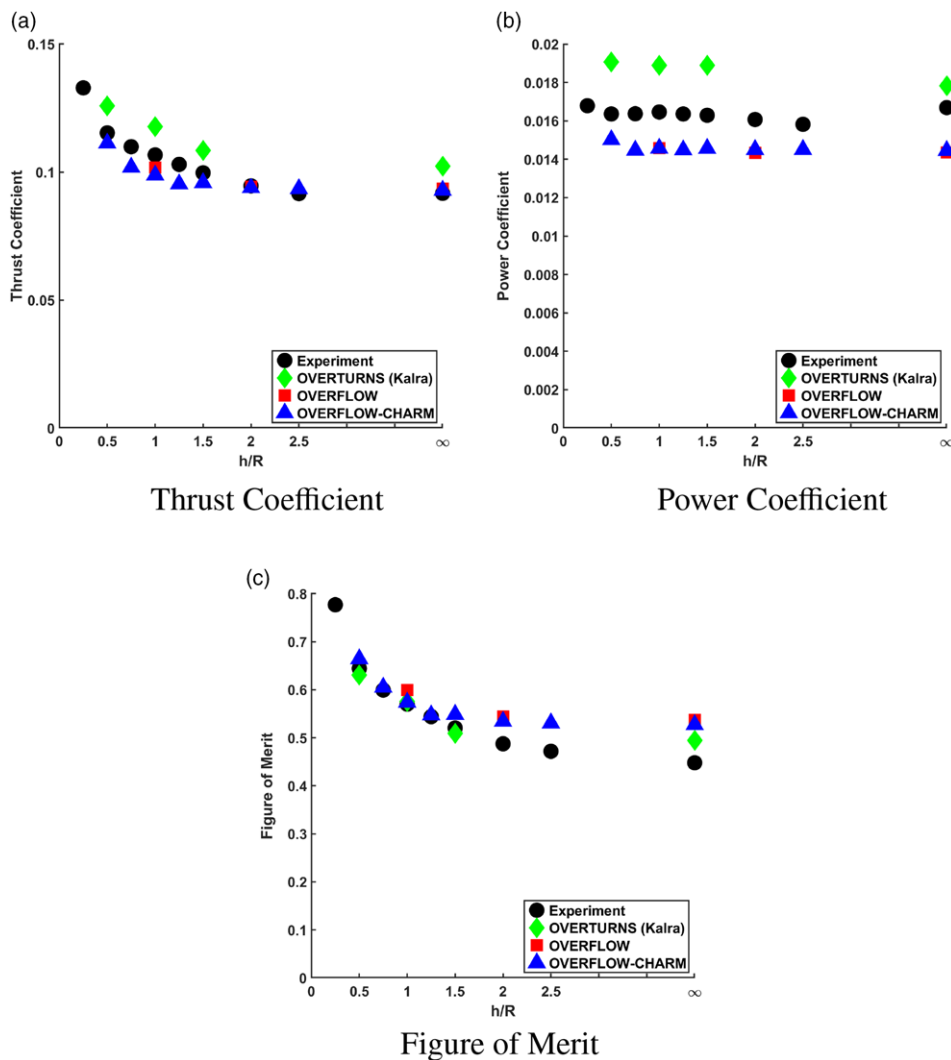 (a)
0.15
0.1
0.05
0
Thrust Coefficient
Experiment
OVERTURNS (Kalra)
OVERFLOW
OVERFLOW-CHARM
0 0.5 1 1.5 2 2.5 ∞
h/R
Thrust Coefficient
(b)
0.02
0.018
0.016
0.014
0.012
0.01
0.008
0.006
0.004
0.002
0
Power Coefficient
Experiment
OVERTURNS (Kalra)
OVERFLOW
OVERFLOW-CHARM
0 0.5 1 1.5 2 2.5 ∞
h/R
Power Coefficient
(c)
0.8
0.7
0.6
0.5
0.4
0.3
0.2
0.1
0
Figure of Merit
Experiment
OVERTURNS (Kalra)
OVERFLOW
OVERFLOW-CHARM
0 0.5 1 1.5 2 2.5 ∞
h/R
Figure of Merit